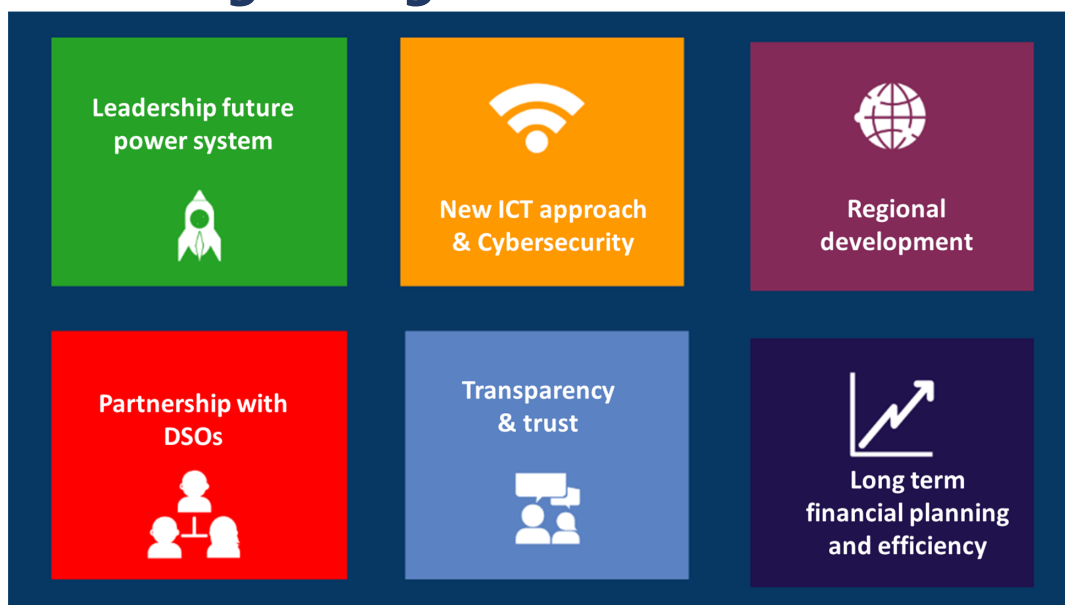 Leadership future
power system
New ICT approach
& Cybersecurity
Regional
development
Partnership with
DSOs
Transparency
& trust
Long term
financial planning
and efficiency